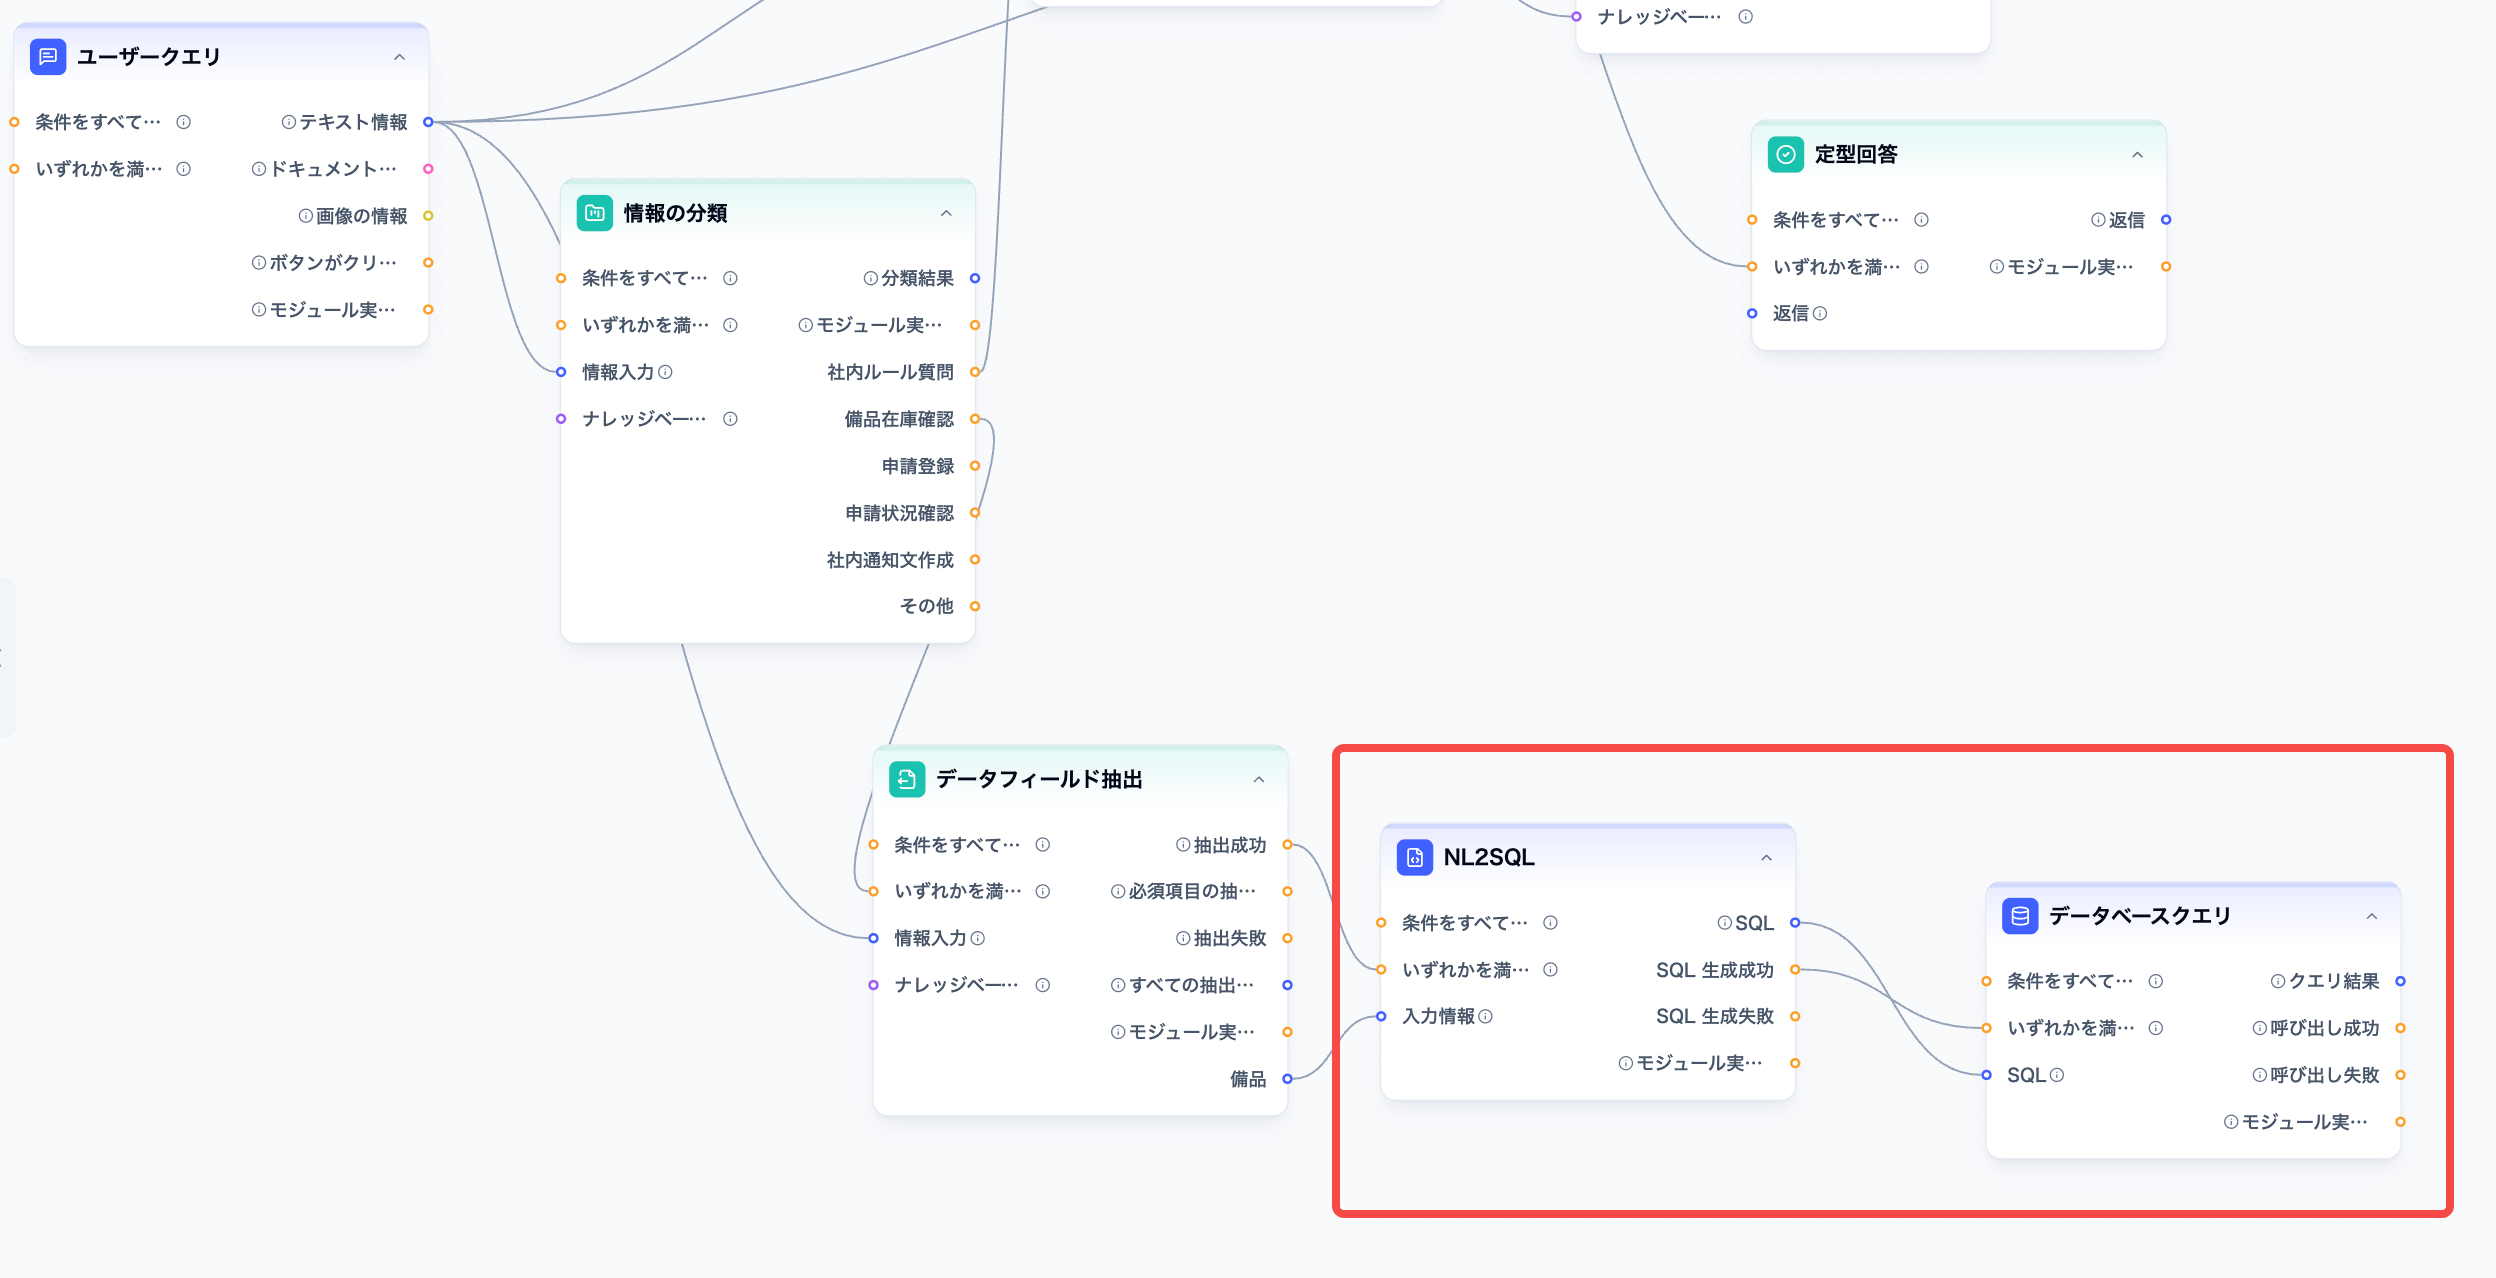 ナレッジベー…
ユーザークエリ
条件をすべて…
テキスト情報
いずれかを満…
ドキュメント…
画像の情報
ボタンがクリ…
モジュール実…
情報の分類
条件をすべて…
分類結果
いずれかを満…
モジュール実…
情報入力
社内ルール質問
ナレッジベー…
備品在庫確認
申請登録
申請状況確認
社内通知文作成
その他
定型回答
条件をすべて…
返信
いずれかを満…
モジュール実…
返信
データフィールド抽出
条件をすべて…
抽出成功
いずれかを満…
必須項目の抽…
情報入力
抽出失敗
ナレッジベー…
すべての抽出…
モジュール実…
備品
NL2SQL
条件をすべて…
SQL
いずれかを満…
SQL 生成成功
入力情報
SQL 生成失敗
モジュール実…
データベースクエリ
条件をすべて…
クエリ結果
いずれかを満…
呼び出し成功
SQL
呼び出し失敗
モジュール実…